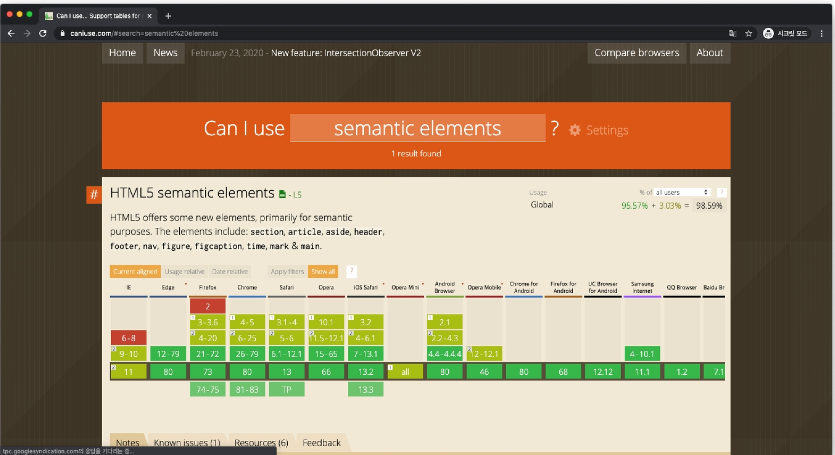 Can I use... Support tables for
caniuse.com/#search=semantic%20elements
시크릿 모드
Home News February 23, 2020 - New feature: IntersectionObserver V2 Compare browsers About
Can I use semantic elements ? Settings
1 result found
# HTML5 semantic elements - LS
Usage % of all users ?
Global 95.57% + 3.03% = 98.59%
HTML5 offers some new elements, primarily for semantic
purposes. The elements include: section, article, aside, header,
footer, nav, figure, figcaption, time, mark & main.
Current aligned Usage relative Date relative Apply filters Show all ?
IE Edge Firefox Chrome Safari Opera iOS Safari Opera Mini Android Browser Opera Mobile Chrome for Android Firefox for Android UC Browser for Android Samsung Internet QQ Browser Baidu Br
2
3-3.6 4-5 3.1-4 10.1 3.2 2.1
6-8 4-20 6-25 5-6 11.5-12.1 4-6.1 2.2-4.3
9-10 12-79 21-72 26-79 6.1-12.1 15-65 7-13.1 4.4-4.4.4 12-12.1 4-10.1
11 80 73 80 13 66 13.2 all 80 46 80 68 12.12 11.1 1.2 7.1
74-75 81-83 TP 13.3
Notes Known issues (1) Resources (6) Feedback
tpc.googlesyndication.com의 응답을 기다리는 중...